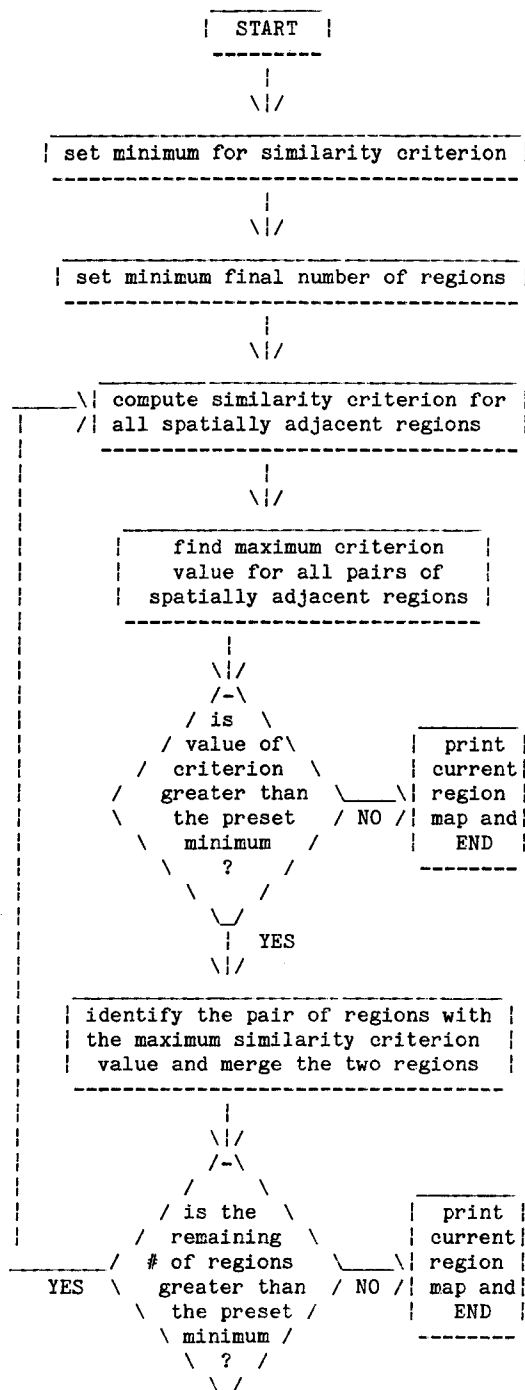 START
set minimum for similarity criterion
set minimum final number of regions
compute similarity criterion for
all spatially adjacent regions
find maximum criterion
value for all pairs of
spatially adjacent regions
is
value of
criterion
greater than
the preset
minimum
?
NO
print
current
region
map and
END
YES
identify the pair of regions with
the maximum similarity criterion
value and merge the two regions
is the
remaining
# of regions
greater than
the preset
minimum
?
YES
NO
print
current
region
map and
END